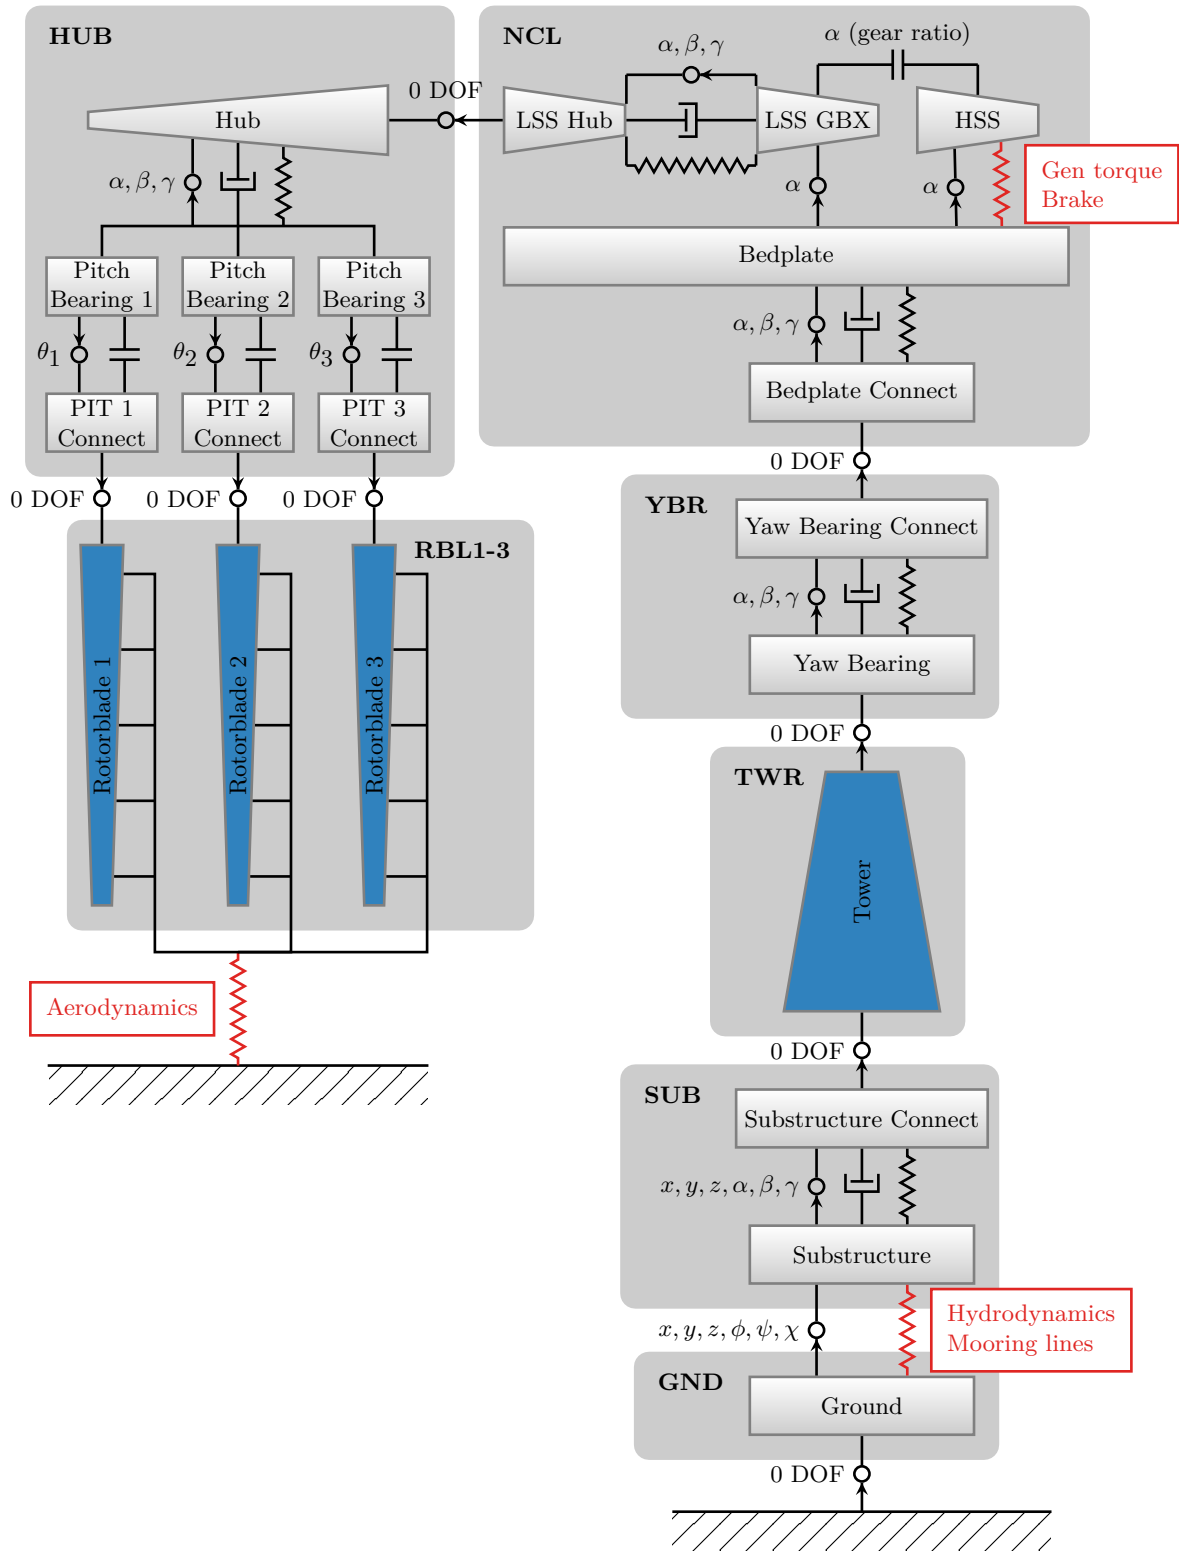 HUB
NCL
α (gear ratio)
α, β, γ
0 DOF
Hub
LSS Hub
LSS GBX
HSS
α, β, γ
α
α
Gen torque
Brake
Bedplate
Pitch
Bearing 1
Pitch
Bearing 2
Pitch
Bearing 3
α, β, γ
θ1
θ2
θ3
Bedplate Connect
PIT 1
Connect
PIT 2
Connect
PIT 3
Connect
0 DOF
0 DOF
0 DOF
0 DOF
YBR
Yaw Bearing Connect
RBL1-3
α, β, γ
Yaw Bearing
Rotorblade 1
Rotorblade 2
Rotorblade 3
0 DOF
TWR
Tower
Aerodynamics
0 DOF
SUB
Substructure Connect
x, y, z, α, β, γ
Substructure
Hydrodynamics
Mooring lines
x, y, z, ϕ, ψ, χ
GND
Ground
0 DOF